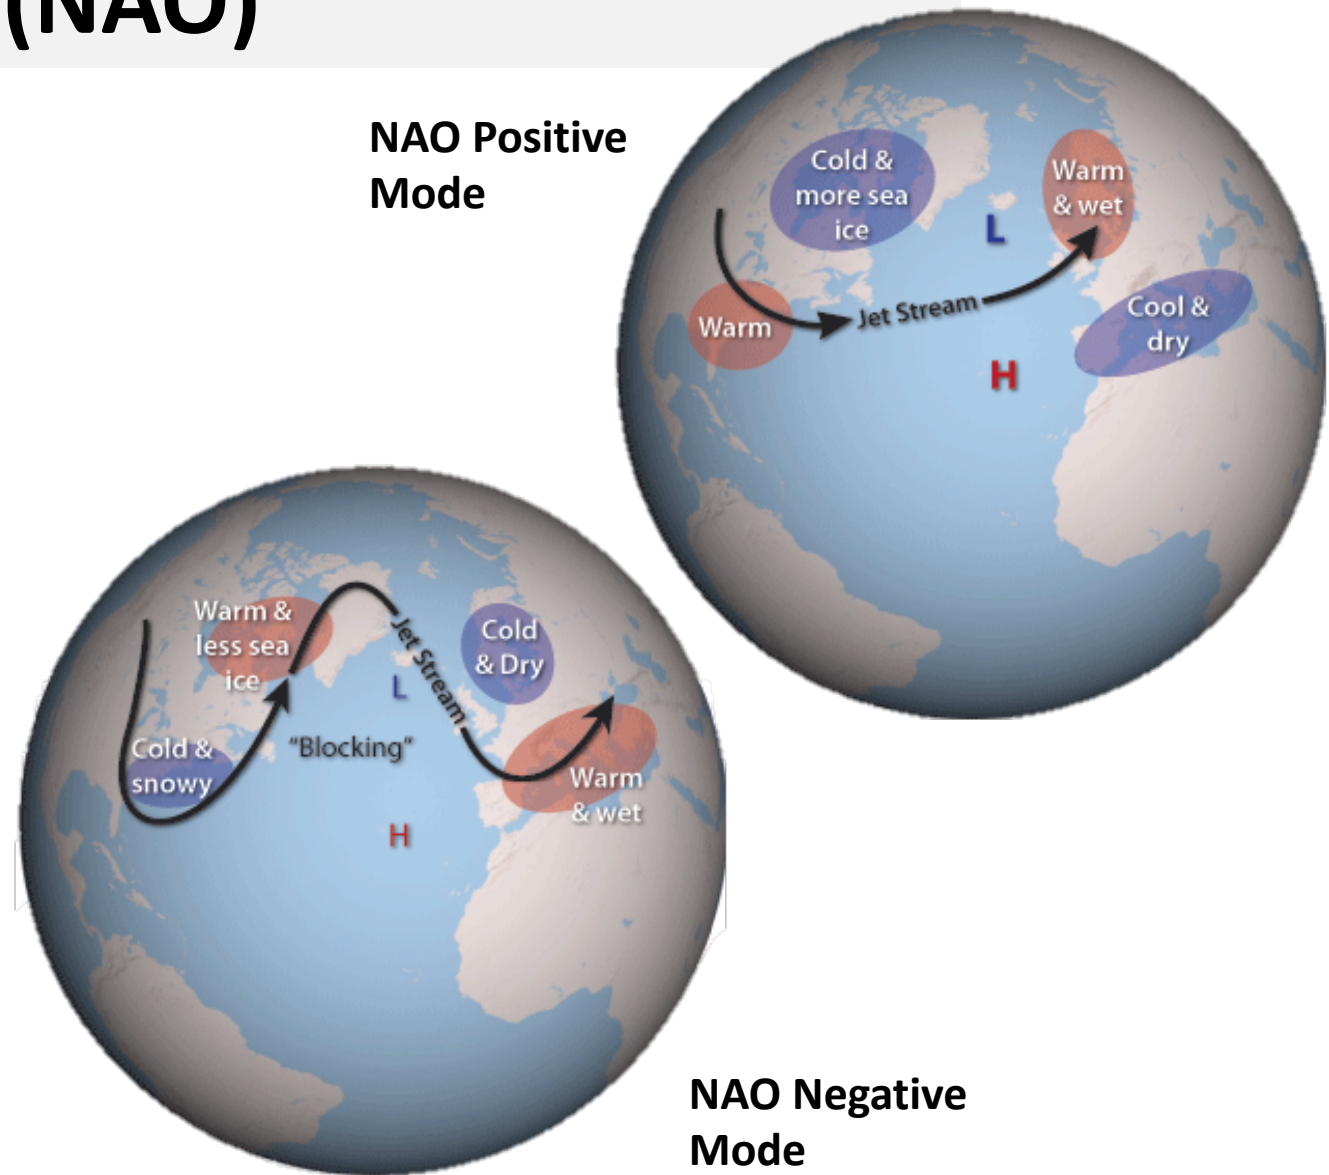 (NAO)
NAO Positive
Mode
Cold &
more sea
ice
Warm
& wet
L
Jet Stream
Warm
Cool &
dry
H
Warm &
less sea
ice
Jet Stream
Cold
& Dry
L
"Blocking"
Cold &
snowy
Warm
& wet
H
NAO Negative
Mode